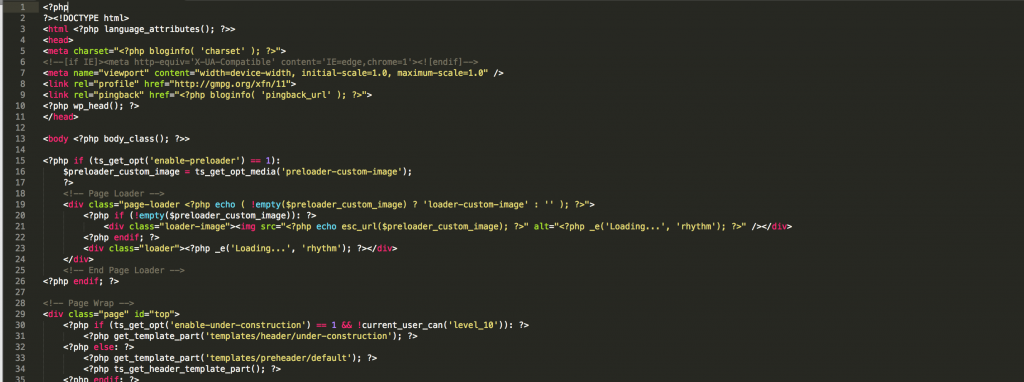 1 <?php
2 ?><!DOCTYPE html>
3 <html <?php language_attributes(); ?>>
4 <head>
5 <meta charset="<?php bloginfo( 'charset' ); ?>">
6 <!--[if IE]><meta http-equiv='X-UA-Compatible' content='IE=edge,chrome=1'><![endif]-->
7 <meta name="viewport" content="width=device-width, initial-scale=1.0, maximum-scale=1.0" />
8 <link rel="profile" href="http://gmpg.org/xfn/11">
9 <link rel="pingback" href="<?php bloginfo( 'pingback_url' ); ?>">
10 <?php wp_head(); ?>
11 </head>
12
13 <body <?php body_class(); ?>>
14
15 <?php if (ts_get_opt('enable-preloader') == 1):
16     $preloader_custom_image = ts_get_opt_media('preloader-custom-image');
17     ?>
18     <!-- Page Loader -->
19     <div class="page-loader <?php echo ( !empty($preloader_custom_image) ? 'loader-custom-image' : '' ); ?>">
20         <?php if (!empty($preloader_custom_image)): ?>
21             <div class="loader-image"><img src="<?php echo esc_url($preloader_custom_image); ?>" alt="<?php _e('Loading...', 'rhythm'); ?>" /></div>
22         <?php endif; ?>
23         <div class="loader"><?php _e('Loading...', 'rhythm'); ?></div>
24     </div>
25     <!-- End Page Loader -->
26 <?php endif; ?>
27
28 <!-- Page Wrap -->
29 <div class="page" id="top">
30     <?php if (ts_get_opt('enable-under-construction') == 1 && !current_user_can('level_10')): ?>
31         <?php get_template_part('templates/header/under-construction'); ?>
32     <?php else: ?>
33         <?php get_template_part('templates/preheader/default'); ?>
34         <?php ts_get_header_template_part(); ?>
35     <?php endif; ?>